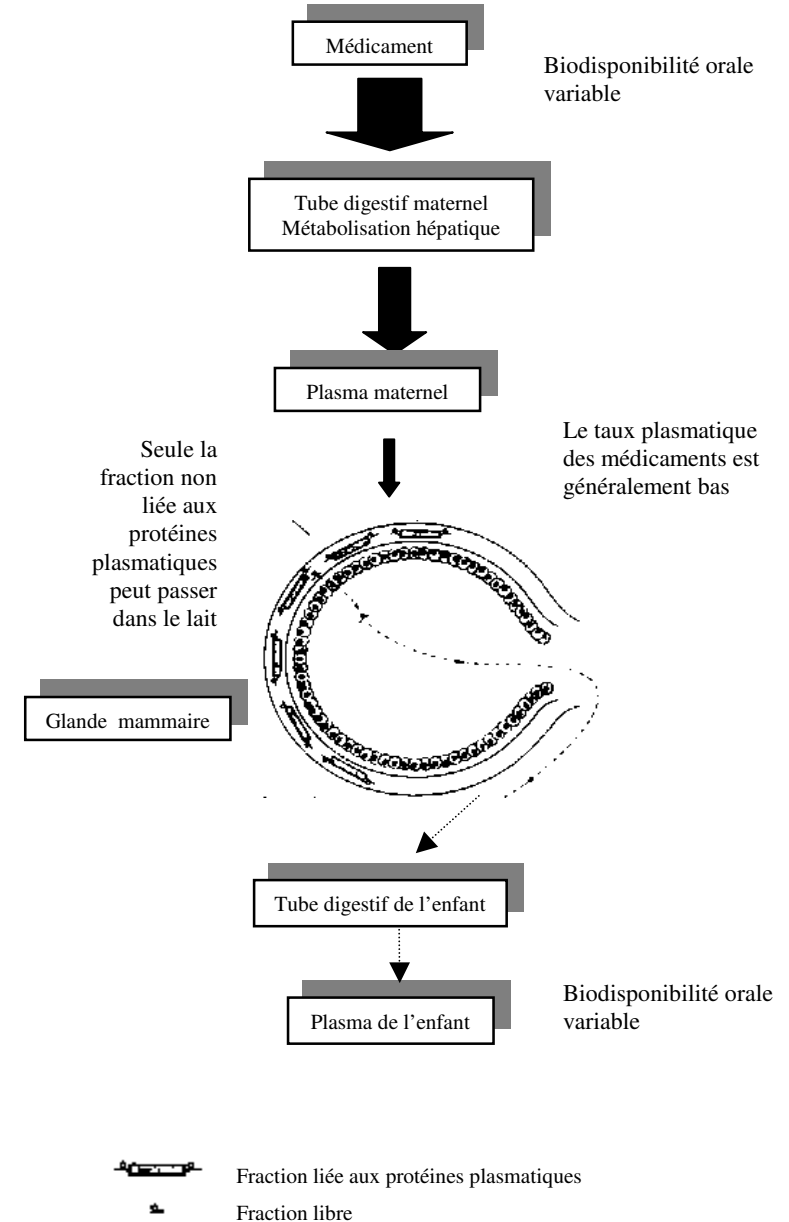 Médicament
Biodisponibilité orale
variable
Tube digestif maternel
Métabolisation hépatique
Plasma maternel
Seule la
fraction non
liée aux
protéines
plasmatiques
peut passer
dans le lait
Le taux plasmatique
des médicaments est
généralement bas
Glande mammaire
Tube digestif de l’enfant
Plasma de l’enfant
Biodisponibilité orale
variable
Fraction liée aux protéines plasmatiques
Fraction libre